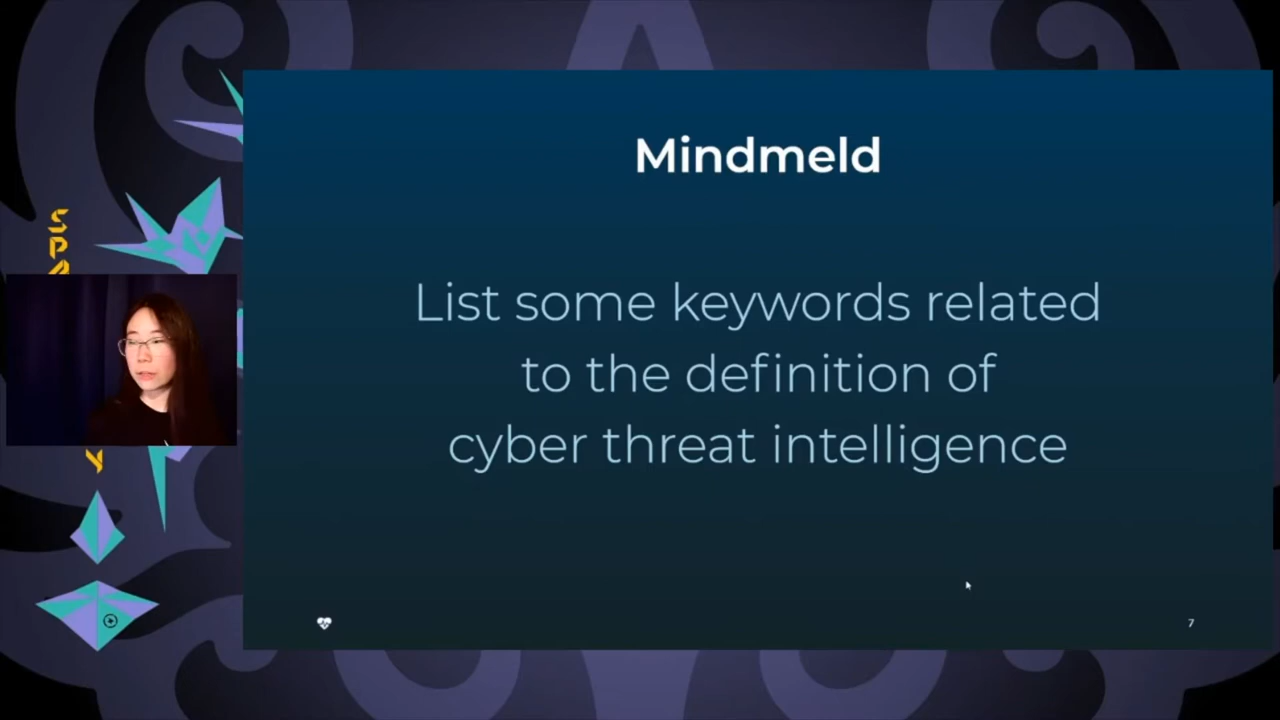 Mindmeld
List some keywords related
to the definition of
cyber threat intelligence
7